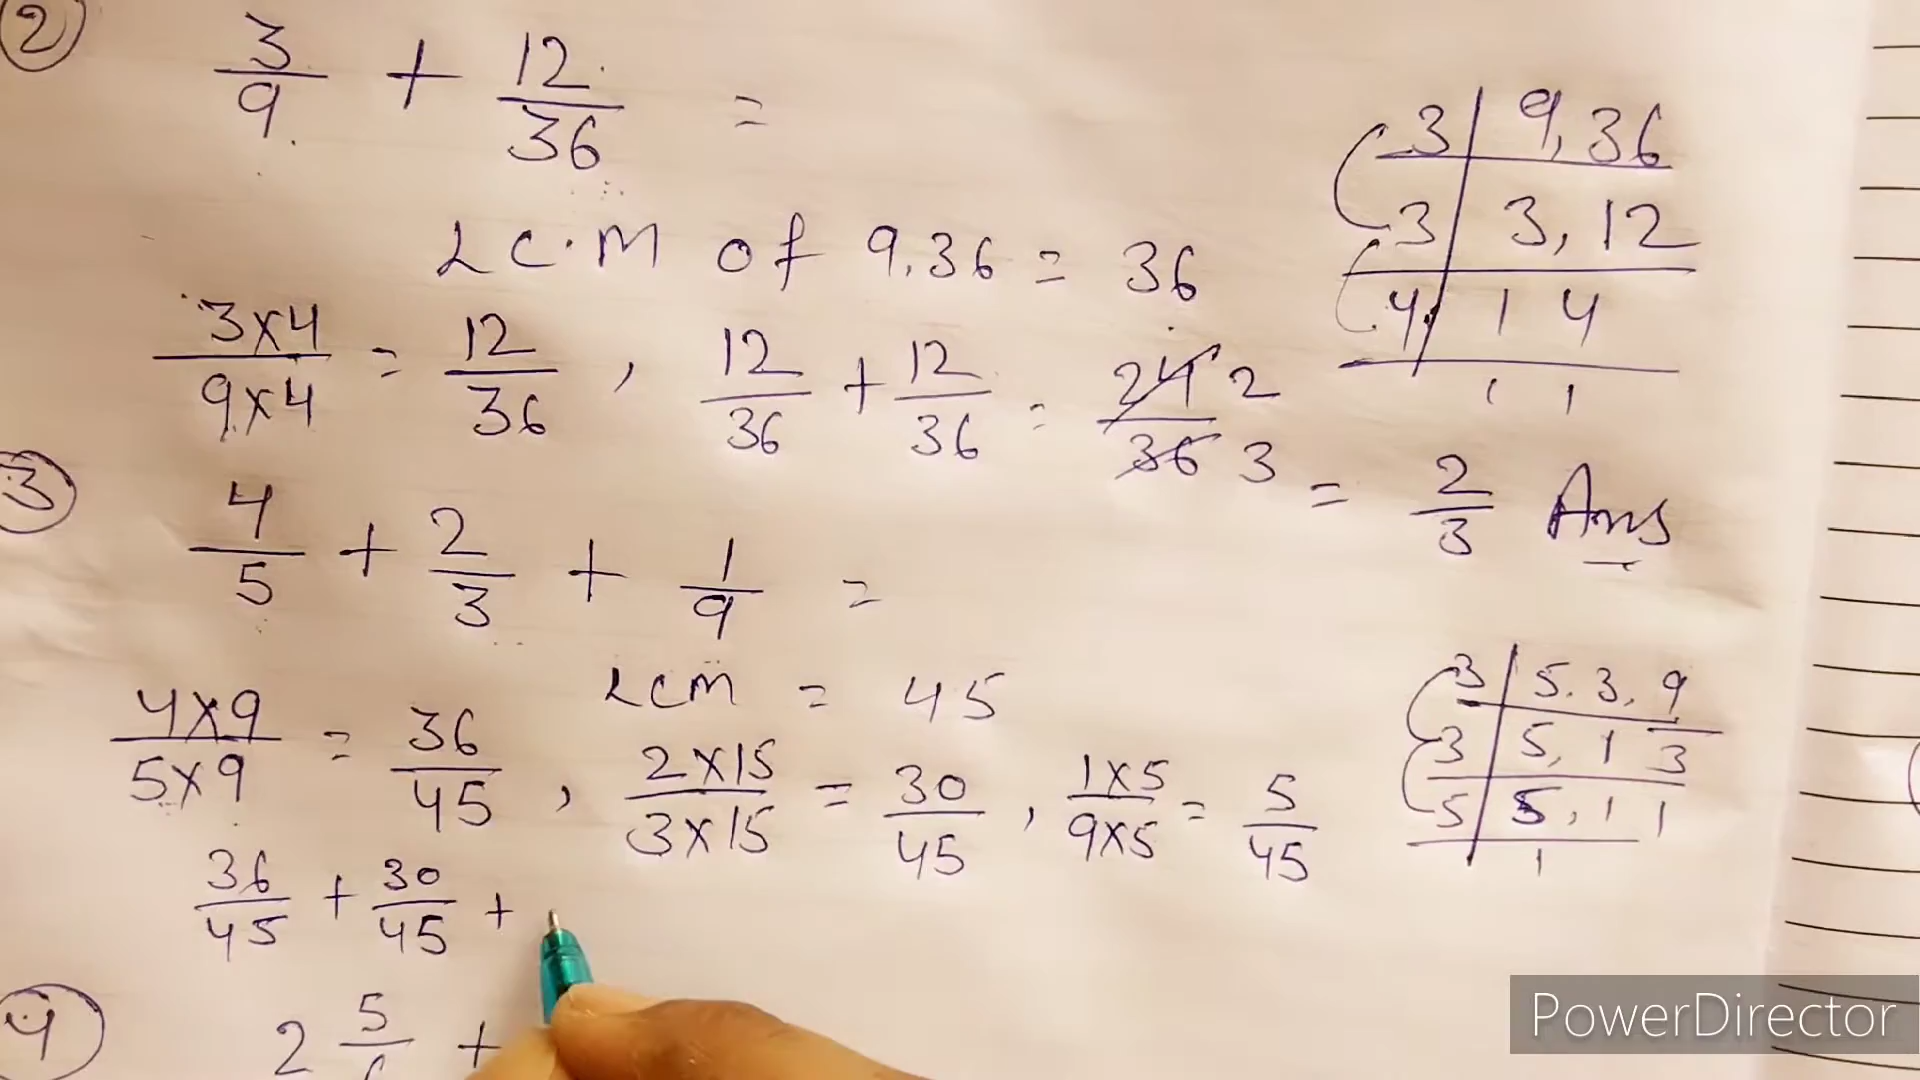 2
3/9 + 12/36 =
3 | 9, 36
3 | 3, 12
4 | 1 4
1 1
LC.M of 9,36 = 36
3x4/9x4 = 12/36 , 12/36 + 12/36 = 24/36 2/3
= 2/3 Ans
3
4/5 + 2/3 + 1/9 =
LCM = 45
3 | 5, 3, 9
3 | 5, 1 3
5 | 5, 1 1
1
4x9/5x9 = 36/45 , 2x15/3x15 = 30/45 , 1x5/9x5 = 5/45
36/45 + 30/45 +
4
2 5/ +
PowerDirector